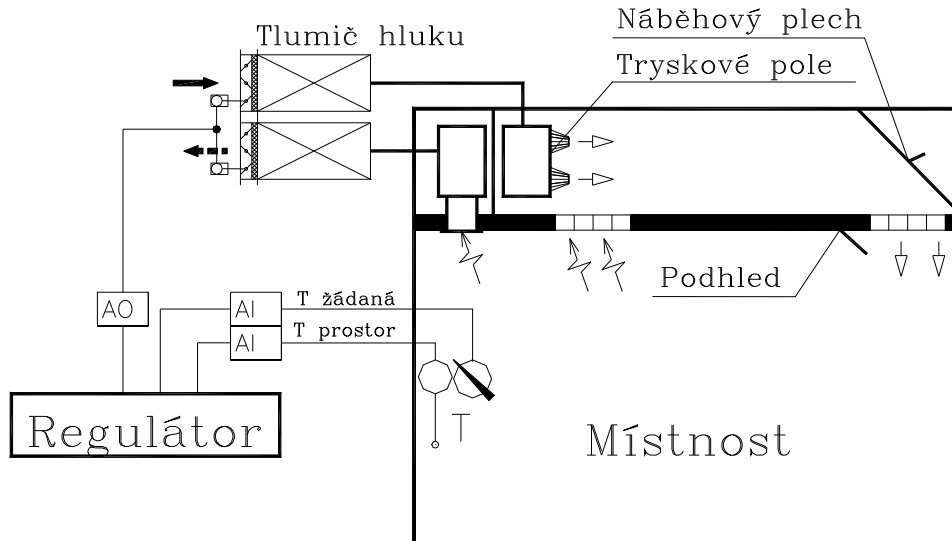 Náběhový plech
Tlumič hluku
Tryskové pole
Podhled
AO
AI
T žádaná
AI
T prostor
Regulátor
T
Místnost